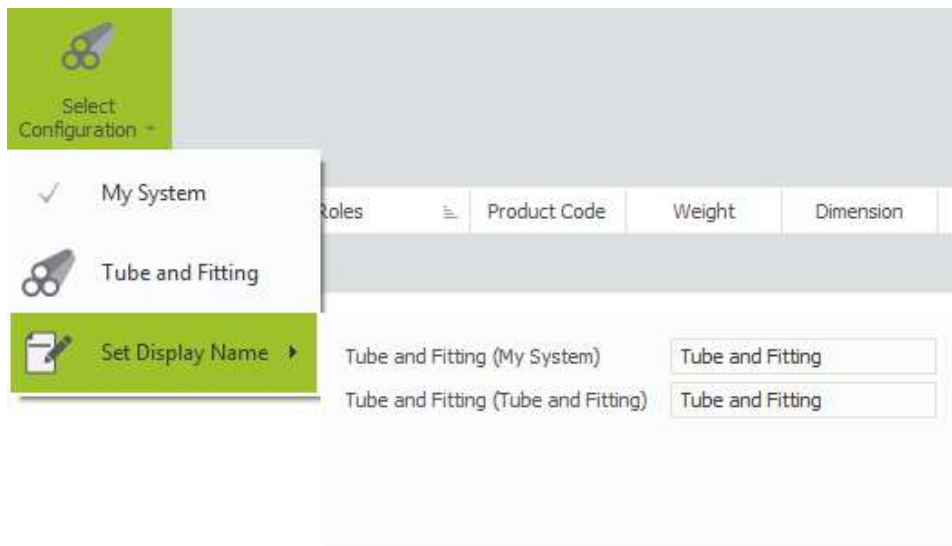 Select
Configuration
My System
Roles Product Code Weight Dimension
Tube and Fitting
Set Display Name
Tube and Fitting (My System) Tube and Fitting
Tube and Fitting (Tube and Fitting) Tube and Fitting